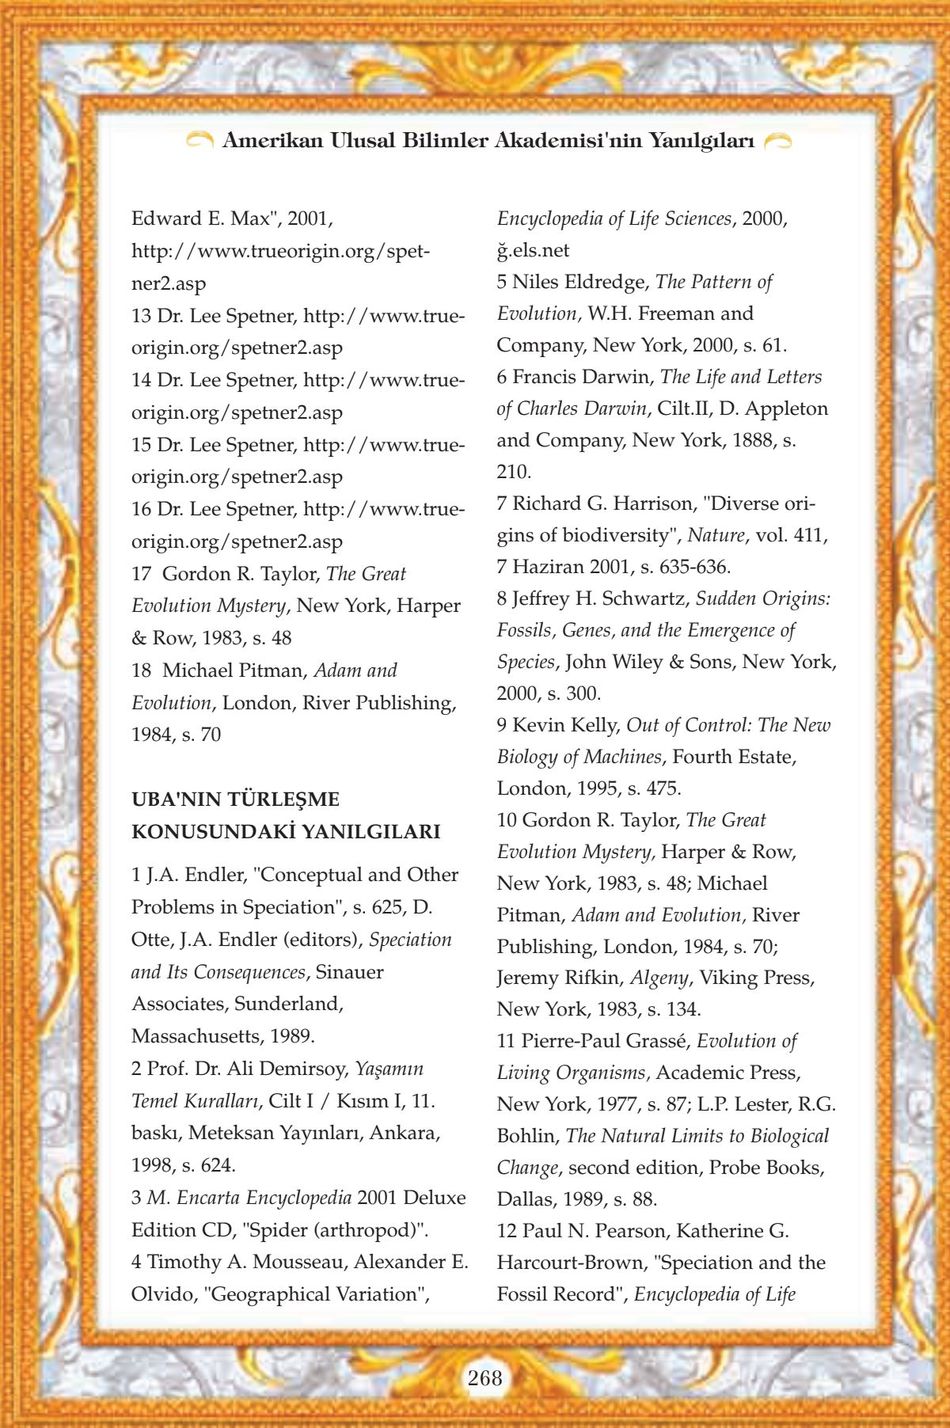 Amerikan Ulusal Bilimler Akademisi'nin Yanılgıları
Edward E. Max", 2001,
http://www.trueorigin.org/spet-
ner2.asp
13 Dr. Lee Spetner, http://www.true-
origin.org/spetner2.asp
14 Dr. Lee Spetner, http://www.true-
origin.org/spetner2.asp
15 Dr. Lee Spetner, http://www.true-
origin.org/spetner2.asp
16 Dr. Lee Spetner, http://www.true-
origin.org/spetner2.asp
17 Gordon R. Taylor, The Great
Evolution Mystery, New York, Harper
& Row, 1983, s. 48
18 Michael Pitman, Adam and
Evolution, London, River Publishing,
1984, s. 70
UBA'NIN TÜRLEŞME
KONUSUNDAKİ YANILGILARI
1 J.A. Endler, "Conceptual and Other
Problems in Speciation", s. 625, D.
Otte, J.A. Endler (editors), Speciation
and Its Consequences, Sinauer
Associates, Sunderland,
Massachusetts, 1989.
2 Prof. Dr. Ali Demirsoy, Yaşamın
Temel Kuralları, Cilt I / Kısım I, 11.
baskı, Meteksan Yayınları, Ankara,
1998, s. 624.
3 M. Encarta Encyclopedia 2001 Deluxe
Edition CD, "Spıder (arthropod)".
4 Timothy A. Mousseau, Alexander E.
Olvido, "Geographical Variation",
Encyclopedia of Life Sciences, 2000,
ğ.els.net
5 Niles Eldredge, The Pattern of
Evolution, W.H. Freeman and
Company, New York, 2000, s. 61.
6 Francis Darwin, The Life and Letters
of Charles Darwin, Cilt.II, D. Appleton
and Company, New York, 1888, s.
210.
7 Richard G. Harrison, "Diverse ori-
gins of biodiversity", Nature, vol. 411,
7 Haziran 2001, s. 635-636.
8 Jeffrey H. Schwartz, Sudden Origins:
Fossils, Genes, and the Emergence of
Species, John Wiley & Sons, New York,
2000, s. 300.
9 Kevin Kelly, Out of Control: The New
Biology of Machines, Fourth Estate,
London, 1995, s. 475.
10 Gordon R. Taylor, The Great
Evolution Mystery, Harper & Row,
New York, 1983, s. 48; Michael
Pitman, Adam and Evolution, River
Publishing, London, 1984, s. 70;
Jeremy Rifkin, Algeny, Viking Press,
New York, 1983, s. 134.
11 Pierre-Paul Grassé, Evolution of
Living Organisms, Academic Press,
New York, 1977, s. 87; L.P. Lester, R.G.
Bohlin, The Natural Limits to Biological
Change, second edition, Probe Books,
Dallas, 1989, s. 88.
12 Paul N. Pearson, Katherine G.
Harcourt-Brown, "Speciation and the
Fossil Record", Encyclopedia of Life
268